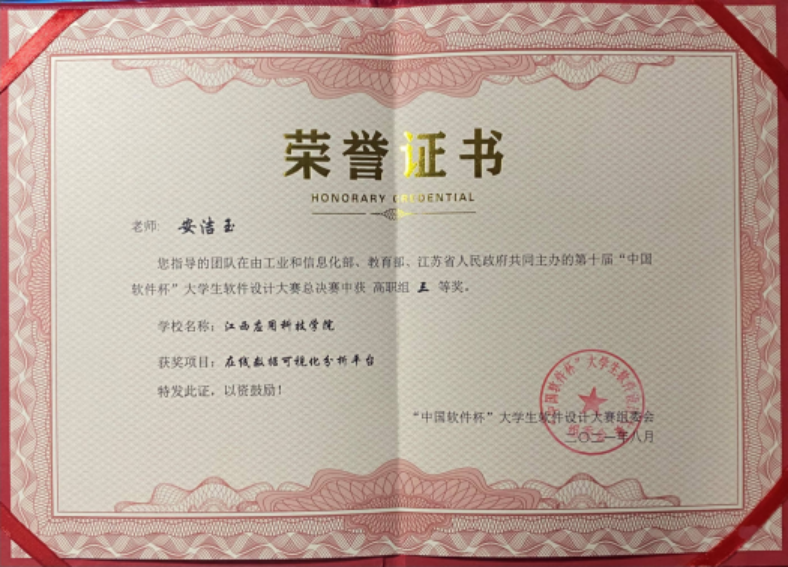 荣誉证书
HONORARY CREDENTIAL
老师: 安洁玉
您指导的团队在由工业和信息化部、教育部、江苏省人民政府共同主办的第十届“中国
软件杯”大学生软件设计大赛总决赛中获 高职组 三 等奖。
学校名称：江西应用科技学院
获奖项目：在线数据可视化分析平台
特发此证，以资鼓励！
“中国软件杯”大学生软件设计大赛组委会
二〇二一年八月